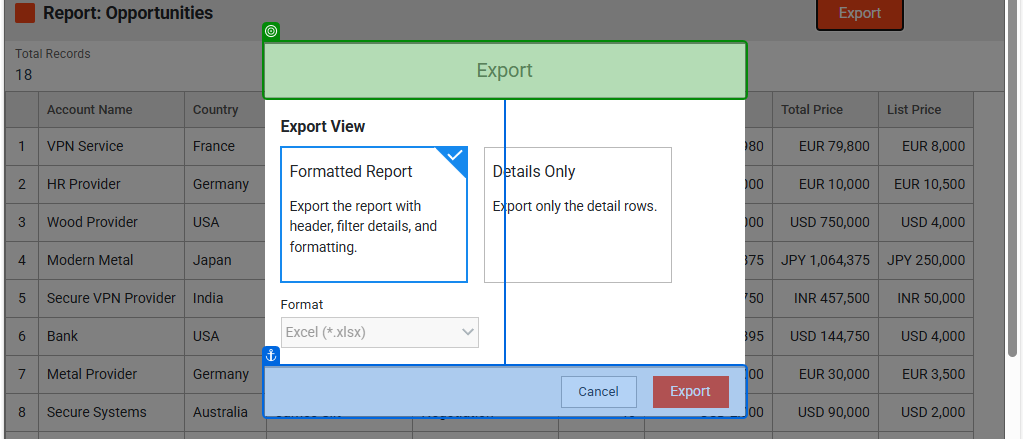 Report: Opportunities
Export
Total Records
18
Export
Account Name Country Total Price List Price
Export View
1 VPN Service France 980 EUR 79,800 EUR 8,000
Formatted Report
Details Only
2 HR Provider Germany EUR 10,000 EUR 10,500
Export the report with
header, filter details, and
formatting.
Export only the detail rows.
3 Wood Provider USA USD 750,000 USD 4,000
4 Modern Metal Japan 375 JPY 1,064,375 JPY 250,000
5 Secure VPN Provider India 750 INR 457,500 INR 50,000
Format
Excel (*.xlsx)
6 Bank USA 395 USD 144,750 USD 4,000
7 Metal Provider Germany EUR 30,000 EUR 3,500
Cancel
Export
8 Secure Systems Australia USD 90,000 USD 2,000